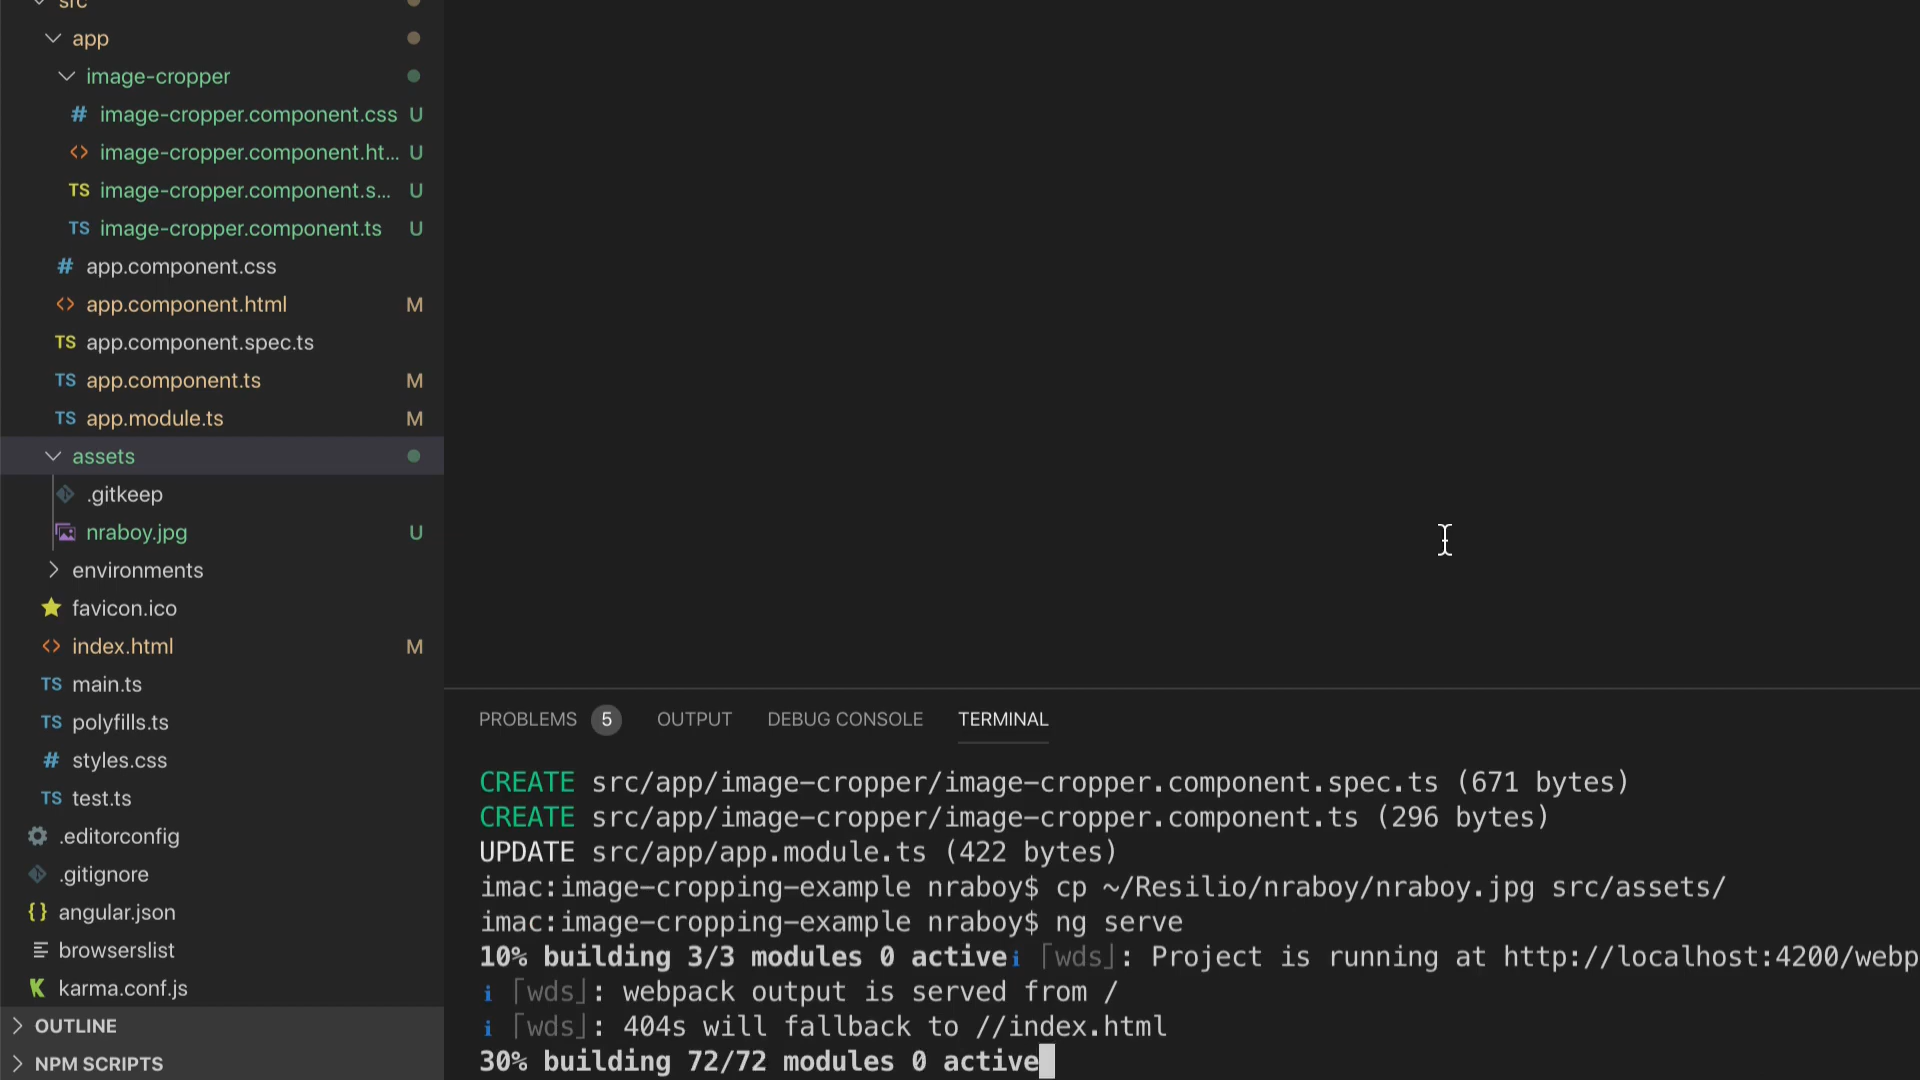 src
app
image-cropper
# image-cropper.component.css U
<> image-cropper.component.ht... U
TS image-cropper.component.s... U
TS image-cropper.component.ts U
# app.component.css
<> app.component.html M
TS app.component.spec.ts
TS app.component.ts M
TS app.module.ts M
assets
.gitkeep
nraboy.jpg U
environments
favicon.ico
<> index.html M
TS main.ts
TS polyfills.ts
# styles.css
TS test.ts
.editorconfig
.gitignore
{} angular.json
browserslist
karma.conf.js
OUTLINE
NPM SCRIPTS
PROBLEMS 5 OUTPUT DEBUG CONSOLE TERMINAL
CREATE src/app/image-cropper/image-cropper.component.spec.ts (671 bytes)
CREATE src/app/image-cropper/image-cropper.component.ts (296 bytes)
UPDATE src/app/app.module.ts (422 bytes)
imac:image-cropping-example nraboy$ cp ~/Resilio/nraboy/nraboy.jpg src/assets/
imac:image-cropping-example nraboy$ ng serve
10% building 3/3 modules 0 activeℹ ｢wds｣: Project is running at http://localhost:4200/webp
ℹ ｢wds｣: webpack output is served from /
ℹ ｢wds｣: 404s will fallback to //index.html
30% building 72/72 modules 0 active